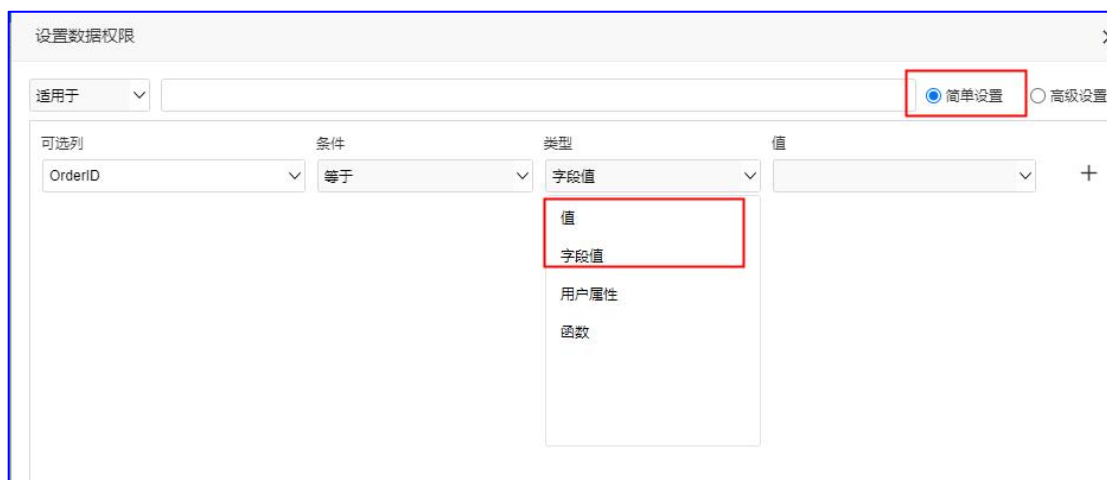 设置数据权限
适用于 简单设置 高级设置
可选列 条件 类型 值
OrderID 等于 字段值
值
字段值
用户属性
函数